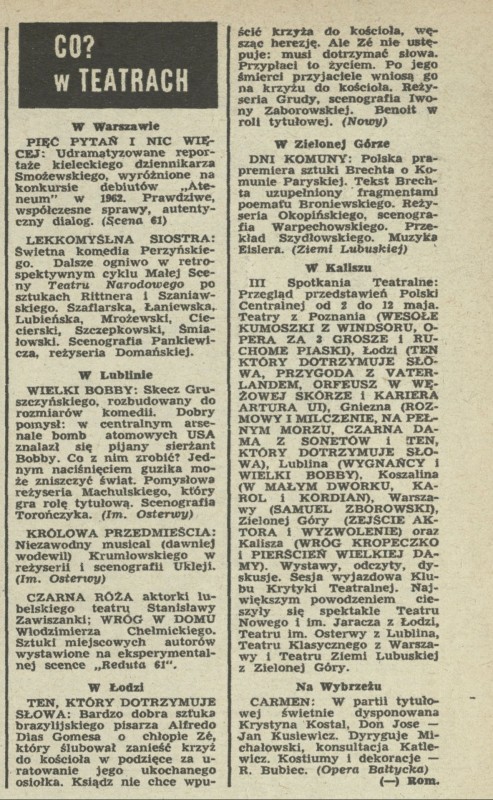 CO?
w TEATRACH
W Warszawie
PIĘĆ PYTAŃ I NIC WIĘ-
CEJ: Udramatyzowane repor-
taże kieleckiego dziennikarza
Smożewskiego, wyróżnione na
konkursie debiutów „Ate-
neum" w 1962. Prawdziwe,
współczesne sprawy, autenty-
czny dialog. (Scena 61)
LEKKOMYŚLNA SIOSTRA:
Świetna komedia Perzyńskie-
go. Dalsze ogniwo w retro-
spektywnym cyklu Małej Sce-
ny Teatru Narodowego po
sztukach Rittnera i Szaniaw-
skiego. Szaflarska, Łaniewska,
Lubieńska, Mrożewski, Cie-
cierski, Szczepkowski, Śmia-
łowski. Scenografia Pankiewi-
cza, reżyseria Domańskiej.
W Lublinie
WIELKI BOBBY: Skecz Gru-
szczyńskiego, rozbudowany do
rozmiarów komedii. Dobry
pomysł: w centralnym arse-
nale bomb atomowych USA
znalazł się pijany sierżant
Bobby. Co z nim zrobić? Jed-
nym naciśnięciem guzika mo-
że zniszczyć świat. Pomysłowa
reżyseria Machulskiego, który
gra rolę tytułową. Scenografia
Torończyka. (Im. Osterwy)
KRÓLOWA PRZEDMIEŚCIA:
Niezawodny musical (dawniej
wodewil) Krumłowskiego w
reżyserii i scenografii Ukleji.
(Im. Osterwy)
CZARNA RÓŻA aktorki lu-
belskiego teatru Stanisławy
Zawiszanki; WRÓG W DOMU
Włodzimierza Chełmickiego.
Sztuki miejscowych autorów
wystawione na eksperymental-
nej scence „Reduta 61".
W Łodzi
TEN, KTÓRY DOTRZYMUJE
SŁOWA: Bardzo dobra sztuka
brazylijskiego pisarza Alfredo
Dias Gomesa o chłopie Zé,
który ślubował zanieść krzyż
do kościoła w podzięce za u-
ratowanie jego ukochanego
osiołka. Ksiądz nie chce wpu-
ścić krzyża do kościoła, wę-
sząc herezję. Ale Zé nie ustę-
puje: musi dotrzymać słowa.
Przypłaci to życiem. Po jego
śmierci przyjaciele wniosą go
na krzyżu do kościoła. Reży-
seria Grudy, scenografia Iwo-
ny Zaborowskiej. Benoit w
roli tytułowej. (Nowy)
W Zielonej Górze
DNI KOMUNY: Polska pra-
premiera sztuki Brechta o Ko-
munie Paryskiej. Tekst Brech-
ta uzupełniony fragmentami
poematu Broniewskiego. Reży-
seria Okopińskiego, scenogra-
fia Warpechowskiego. Prze-
kład Szydłowskiego. Muzyka
Eislera. (Ziemi Lubuskiej)
W Kaliszu
III Spotkania Teatralne:
Przegląd przedstawień Polski
Centralnej od 2 do 12 maja.
Teatry z Poznania (WESOŁE
KUMOSZKI Z WINDSORU, O-
PERA ZA 3 GROSZE i RU-
CHOME PIASKI), Łodzi (TEN
KTÓRY DOTRZYMUJE SŁO-
WA, PRZYGODA Z VATER-
LANDEM, ORFEUSZ W WĘ-
ŻOWEJ SKÓRZE i KARIERA
ARTURA UI), Gniezna (ROZ-
MOWY I MILCZENIE, NA PEŁ-
NYM MORZU, CZARNA DA-
MA Z SONETÓW i TEN,
KTÓRY DOTRZYMUJE SŁO-
WA), Lublina (WYGNAŃCY i
WIELKI BOBBY), Koszalina
(W MAŁYM DWORKU, KA-
ROL i KORDIAN), Warsza-
wy (SAMUEL ZBOROWSKI),
Zielonej Góry (ZEJŚCIE AK-
TORA i WYZWOLENIE) oraz
Kalisza (WRÓG KROPECZKO
i PIERŚCIEŃ WIELKIEJ DA-
MY). Wystawy, odczyty, dy-
skusje. Sesja wyjazdowa Klu-
bu Krytyki Teatralnej. Naj-
większym powodzeniem cie-
szyły się spektakle Teatru
Nowego i im. Jaracza z Łodzi,
Teatru im. Osterwy z Lublina,
Teatru Klasycznego z Warsza-
wy i Teatru Ziemi Lubuskiej
z Zielonej Góry.
Na Wybrzeżu
CARMEN: W partii tytuło-
wej świetnie dysponowana
Krystyna Kostal, Don Jose —
Jan Kusiewicz. Dyryguje Mi-
chałowski, konsultacja Katle-
wicz. Kostiumy i dekoracje —
R. Bubiec. (Opera Bałtycka)
(—) Rom.